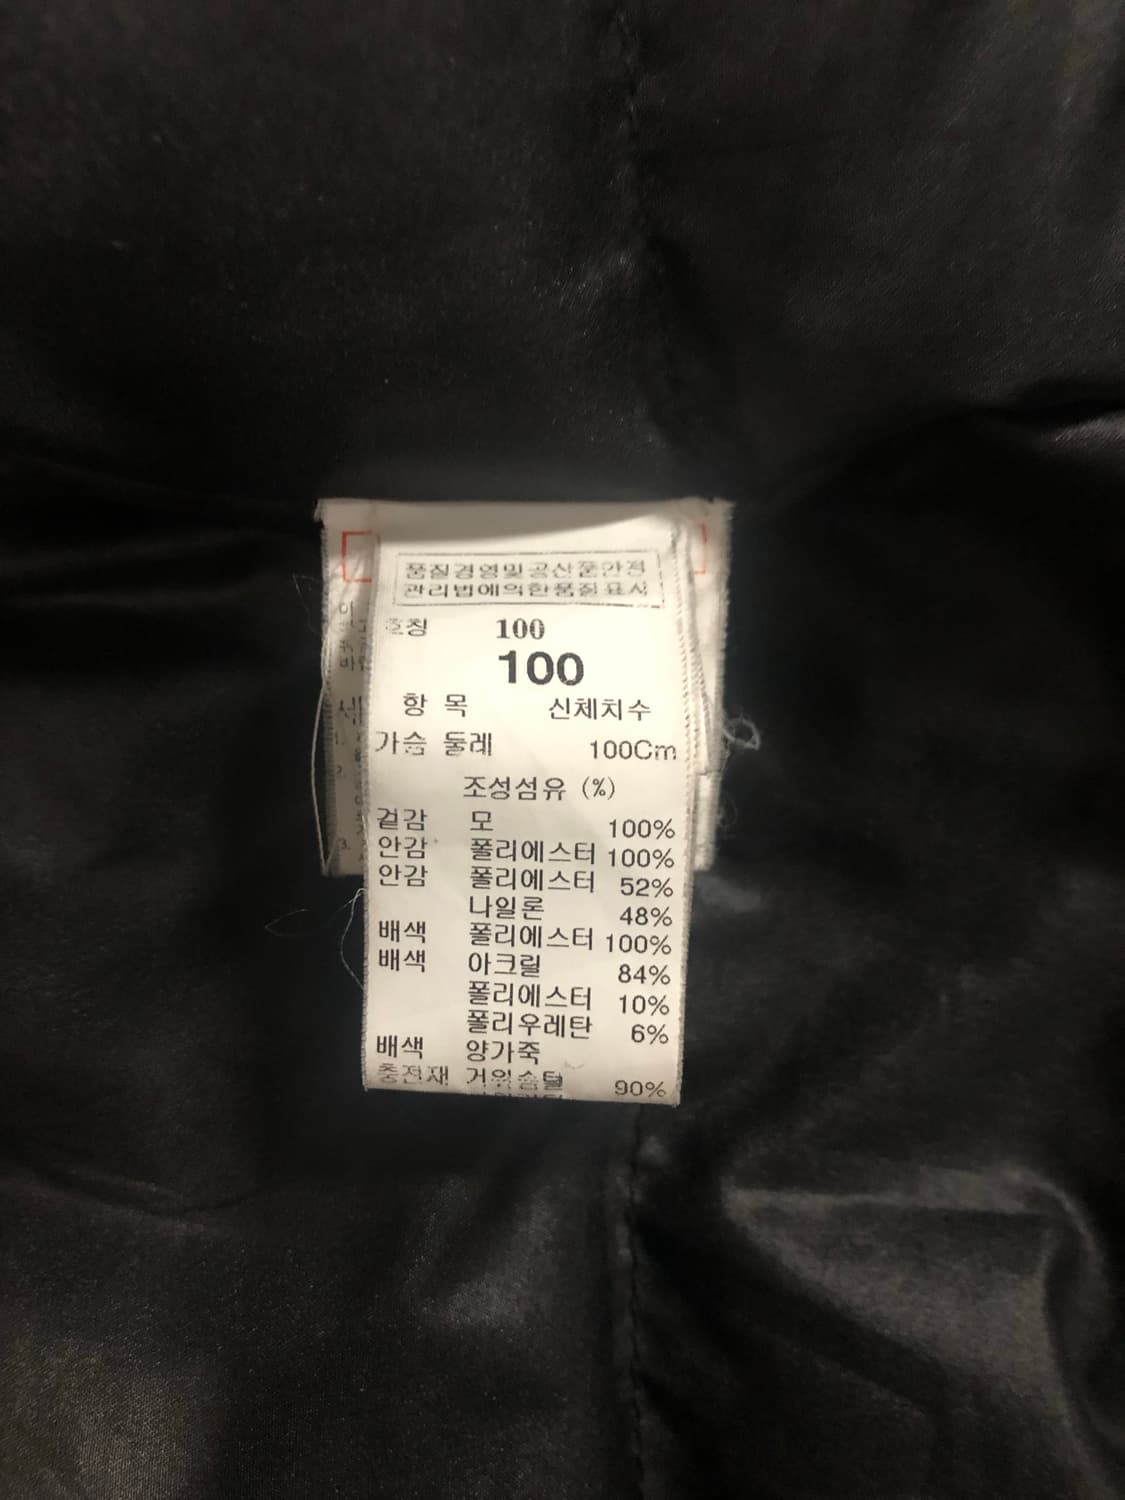 품질경영및공산품안전
관리법에의한품질표시
호칭 100
100
항 목 신체치수
가슴 둘레 100Cm
조성섬유 (%)
겉감 모 100%
안감 폴리에스터 100%
안감 폴리에스터 52%
나일론 48%
배색 폴리에스터 100%
배색 아크릴 84%
폴리에스터 10%
폴리우레탄 6%
배색 양가죽
충전재 거위솜털 90%